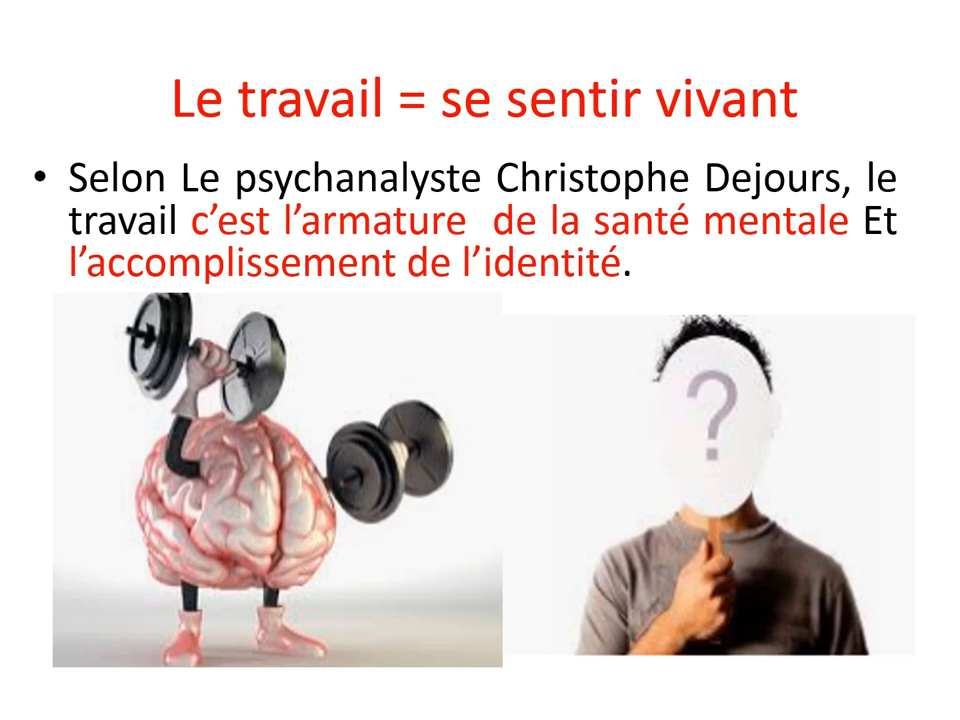 Le travail = se sentir vivant
• Selon Le psychanalyste Christophe Dejours, le
travail c’est l’armature  de la santé mentale Et
l’accomplissement de l’identité.
?